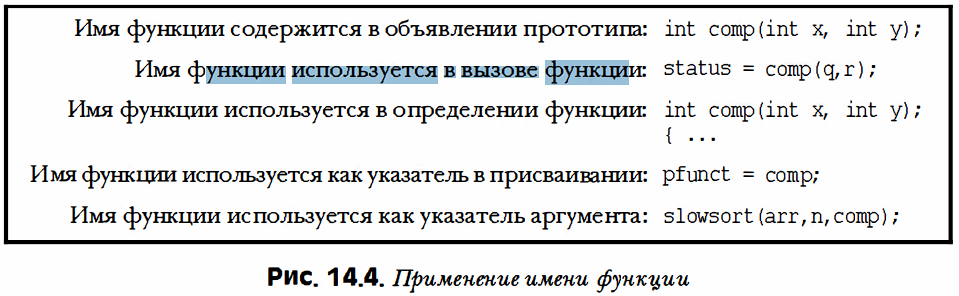 Имя функции содержится в объявлении прототипа: int comp(int x, int y);
Имя функции используется в вызове функции: status = comp(q,r);
Имя функции используется в определении функции: int comp(int x, int y);
{ ...
Имя функции используется как указатель в присваивании: pfunct = comp;
Имя функции используется как указатель аргумента: slowsort(arr,n,comp);
Рис. 14.4. Применение имени функции